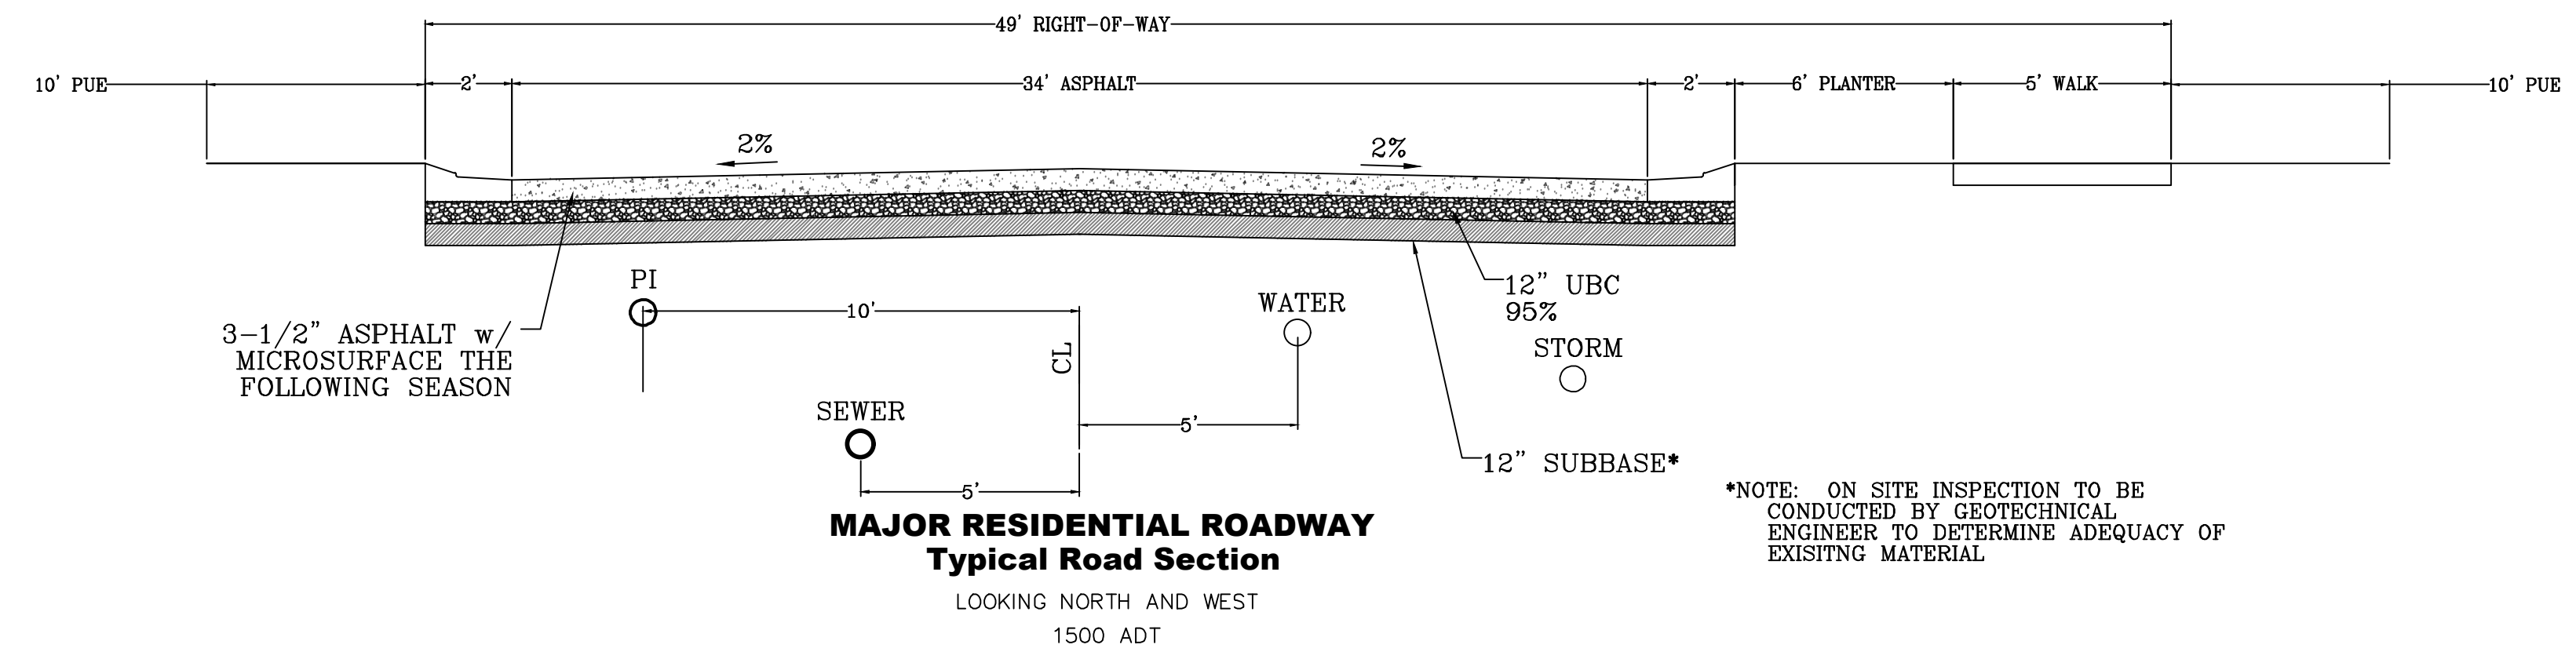 49' RIGHT-OF-WAY
10' PUE
2'
34' ASPHALT
2'
6' PLANTER
5' WALK
10' PUE
2%
2%
PI
10'
WATER
12" UBC
95%
3-1/2" ASPHALT w/
MICROSURFACE THE
FOLLOWING SEASON
CL
STORM
SEWER
5'
12" SUBBASE*
5'
*NOTE: ON SITE INSPECTION TO BE
CONDUCTED BY GEOTECHNICAL
ENGINEER TO DETERMINE ADEQUACY OF
EXISITNG MATERIAL
MAJOR RESIDENTIAL ROADWAY
Typical Road Section
LOOKING NORTH AND WEST
1500 ADT